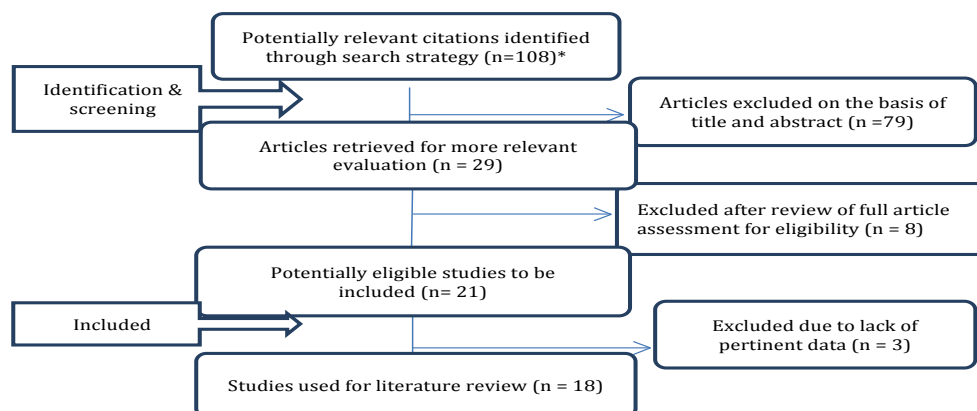 Potentially relevant citations identified
through search strategy (n=108)*
Identification &
screening
Articles excluded on the basis of
title and abstract (n =79)
Articles retrieved for more relevant
evaluation (n = 29)
Excluded after review of full article
assessment for eligibility (n = 8)
Potentially eligible studies to be
included (n= 21)
Included
Excluded due to lack of
pertinent data (n = 3)
Studies used for literature review (n = 18)